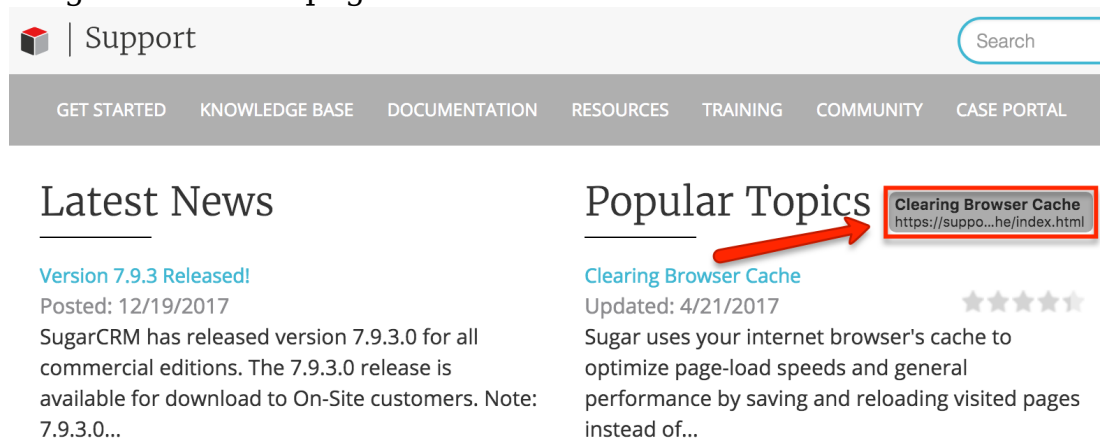 Support
Search
GET STARTED KNOWLEDGE BASE DOCUMENTATION RESOURCES TRAINING COMMUNITY CASE PORTAL
Latest News
Version 7.9.3 Released!
Posted: 12/19/2017
SugarCRM has released version 7.9.3.0 for all
commercial editions. The 7.9.3.0 release is
available for download to On-Site customers. Note:
7.9.3.0...
Popular Topics
Clearing Browser Cache
https://suppo...he/index.html
Clearing Browser Cache
Updated: 4/21/2017
Sugar uses your internet browser's cache to
optimize page-load speeds and general
performance by saving and reloading visited pages
instead of...